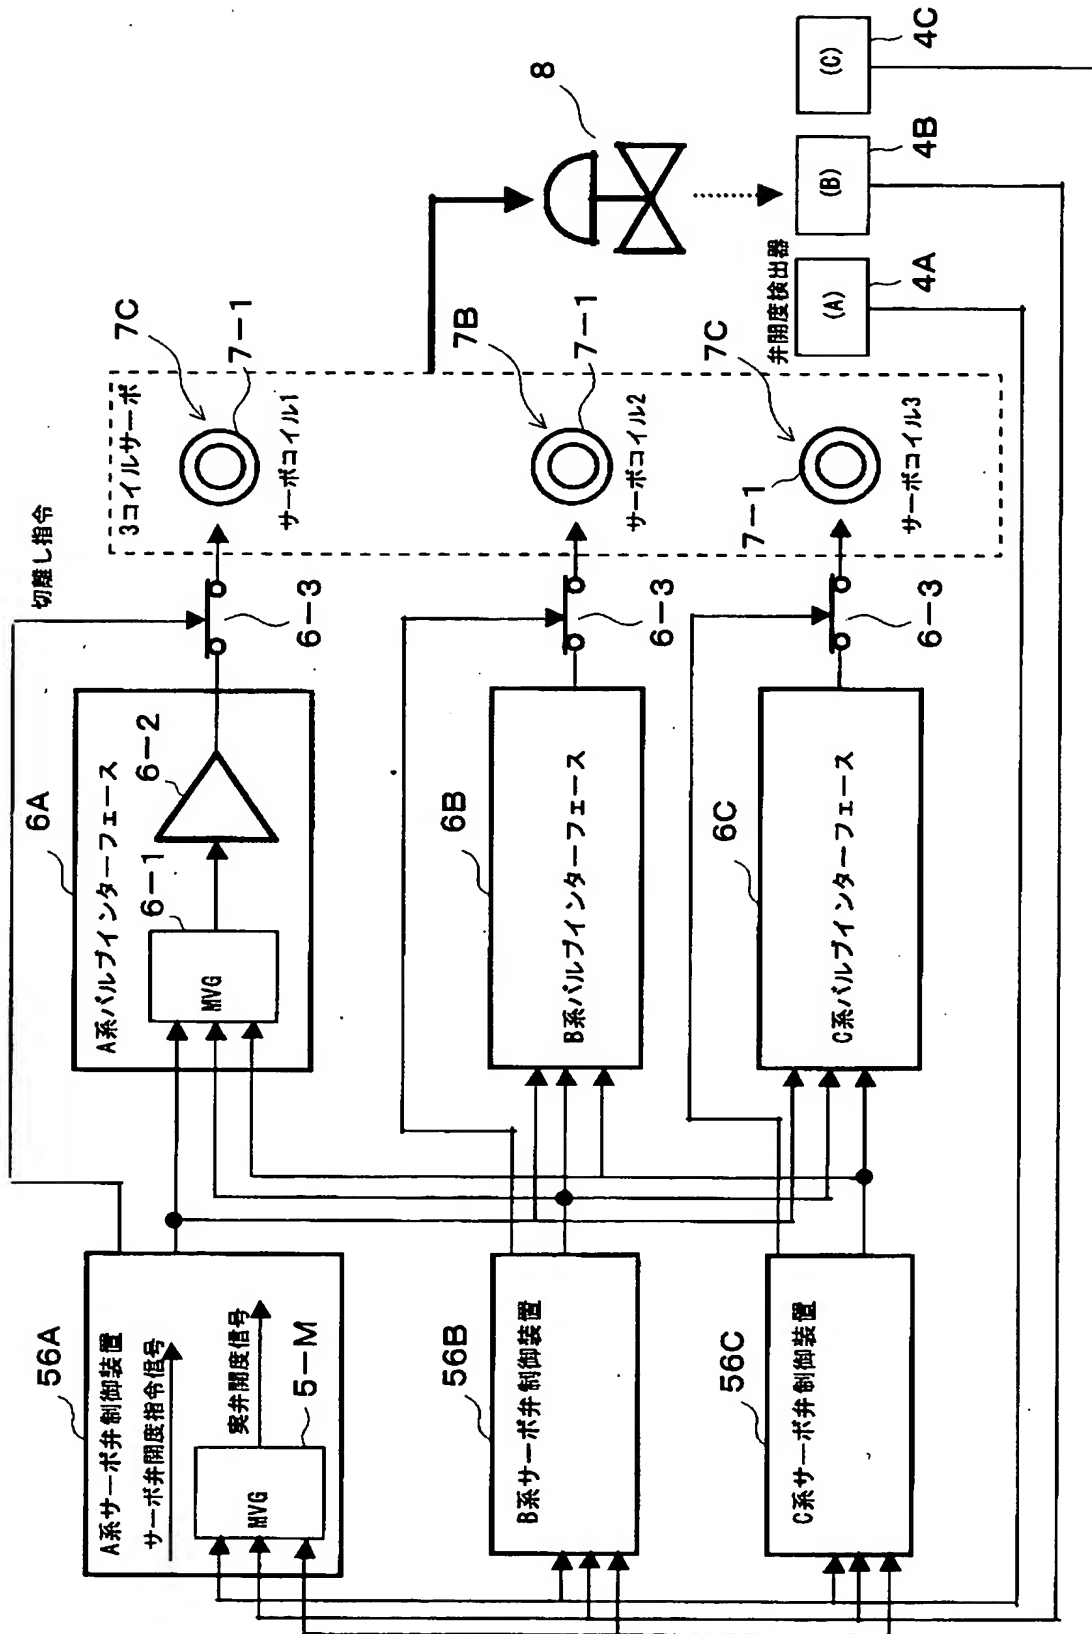 56A
A系サーボ弁制御装置
サーボ弁開度指令信号
実弁開度信号
MVG
5-M
56B
B系サーボ弁制御装置
56C
C系サーボ弁制御装置
6A
A系バルブインターフェース
6-1
MVG
6-2
6B
B系バルブインターフェース
6C
C系バルブインターフェース
切離し指令
6-3
6-3
6-3
3コイルサーボ
7C
7-1
サーボコイル1
7B
7-1
サーボコイル2
7C
7-1
サーボコイル3
8
弁開度検出器
(A)
4A
(B)
4B
(C)
4C